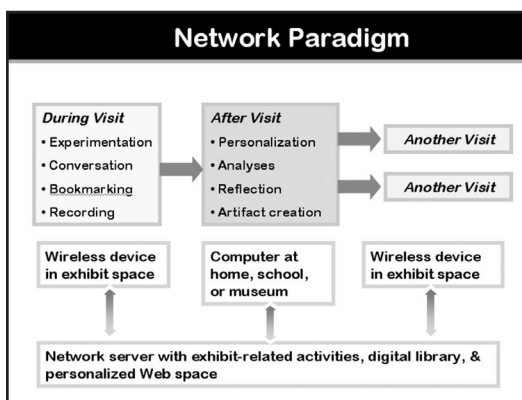 Network Paradigm
During Visit
• Experimentation
• Conversation
• Bookmarking
• Recording
After Visit
• Personalization
• Analyses
• Reflection
• Artifact creation
Another Visit
Another Visit
Wireless device
in exhibit space
Computer at
home, school,
or museum
Wireless device
in exhibit space
Network server with exhibit-related activities, digital library, &
personalized Web space